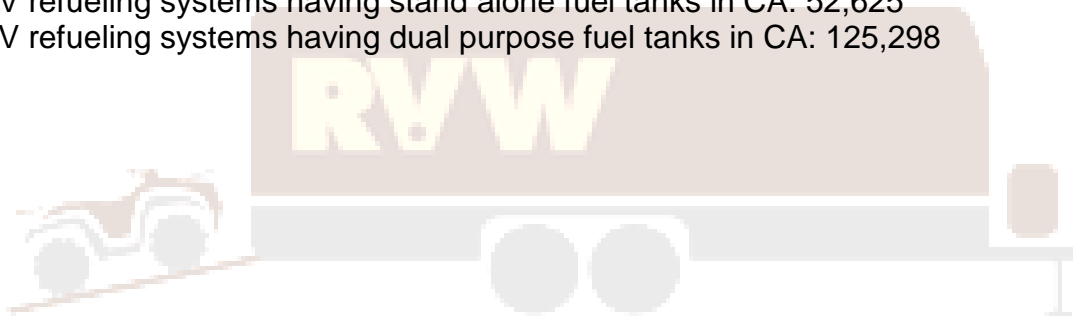 V refueling systems having stand alone fuel tanks in CA: 52,625
V refueling systems having dual purpose fuel tanks in CA: 125,298
RVW